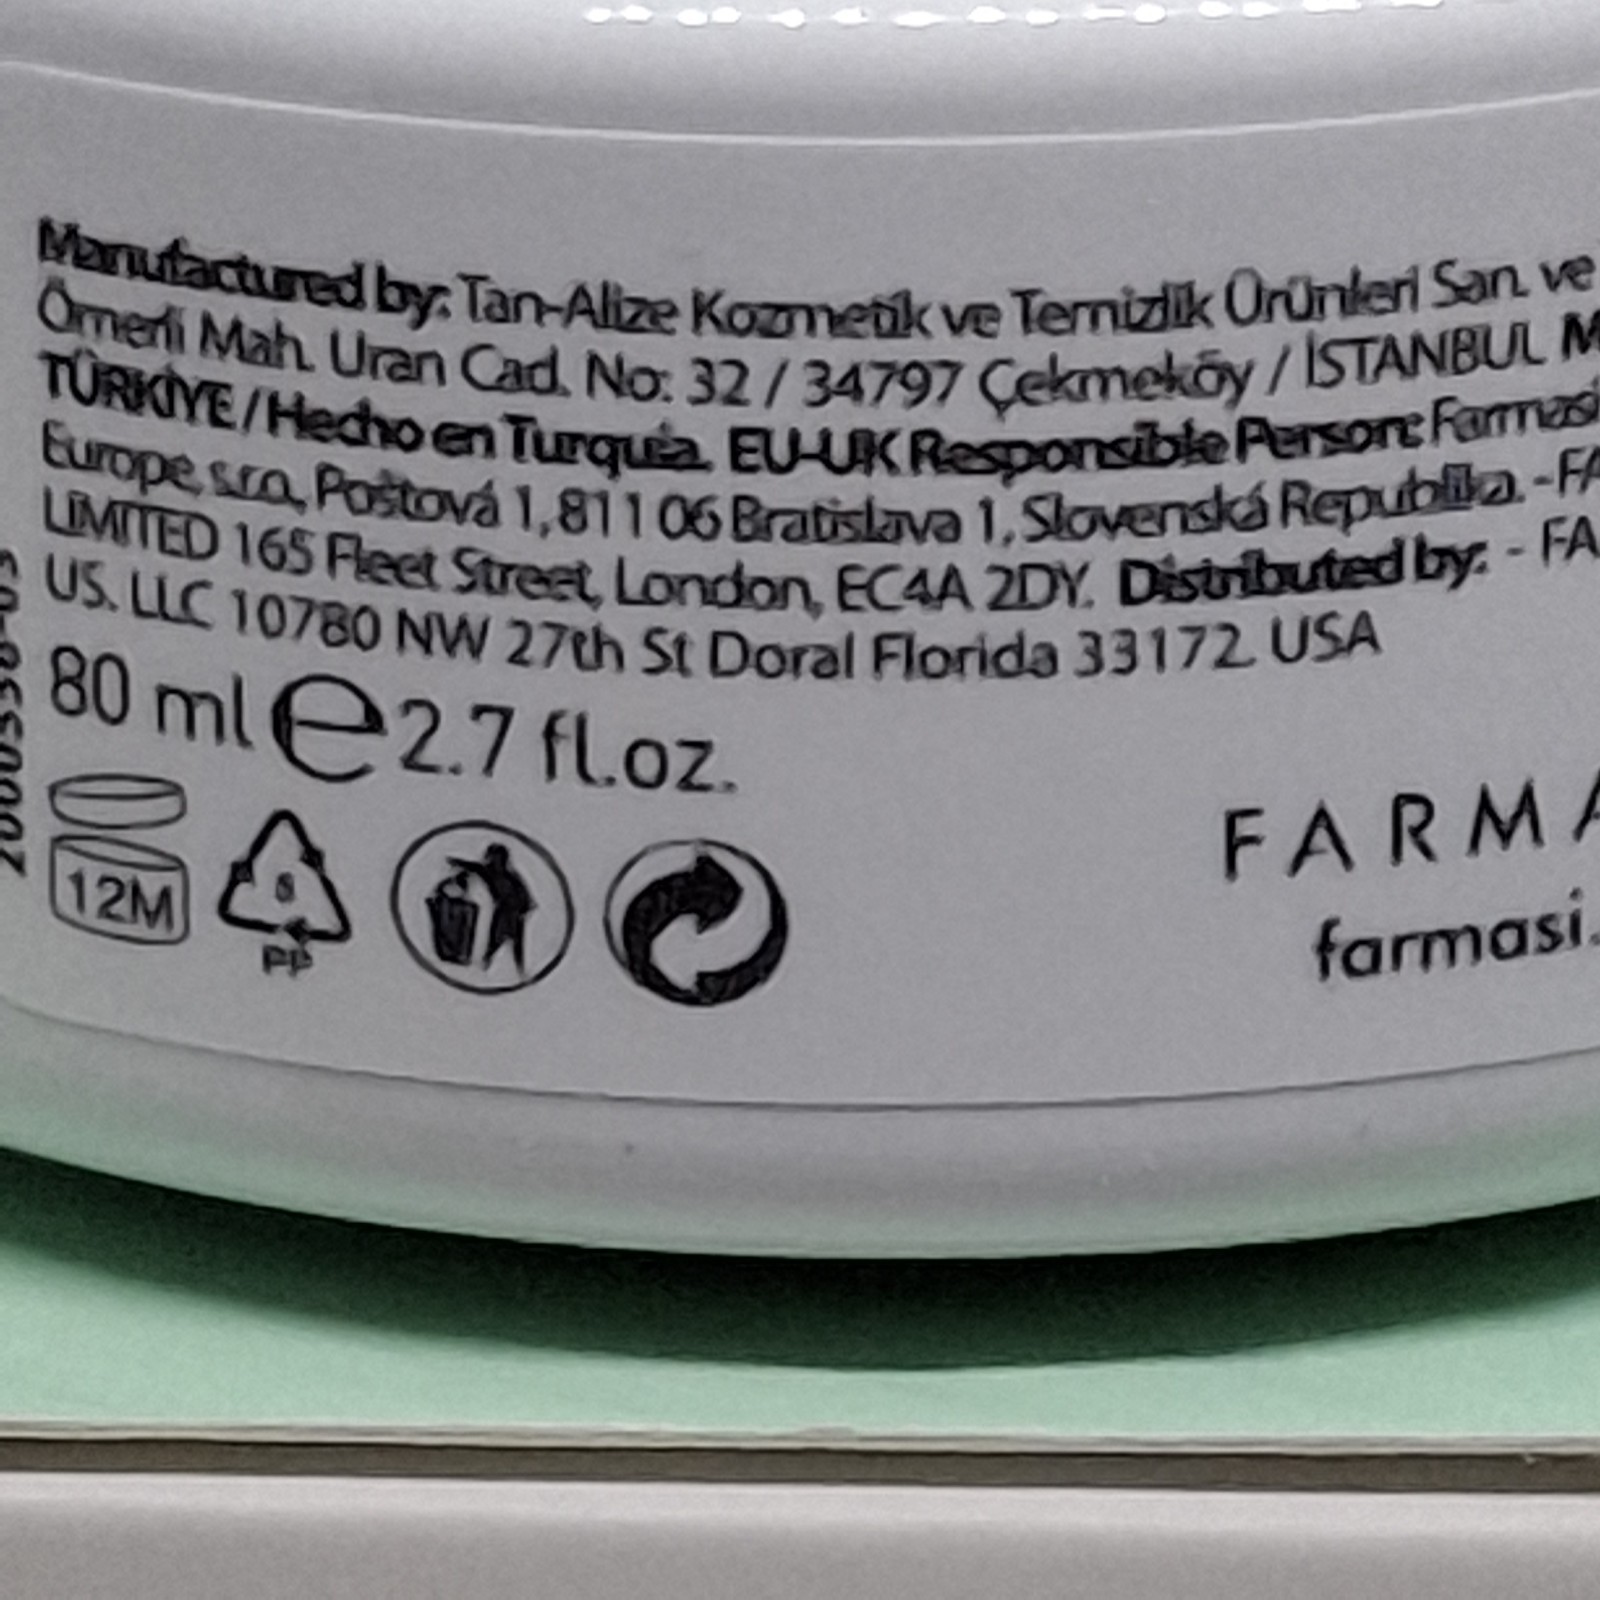 Manufactured by: Tan-Alize Kozmetik ve Temizlik Ürünleri San. ve
Ömerli Mah. Uran Cad. No: 32 / 34797 Çekmeköy / İSTANBUL M
TÜRKİYE / Hecho en Turquía. EU-UK Responsible Person: Farmasi
Europe, s.r.o, Poštová 1, 811 06 Bratislava 1, Slovenská Republika. - FA
LIMITED 165 Fleet Street, London, EC4A 2DY. Distributed by: - FA
US. LLC 10780 NW 27th St Doral Florida 33172 USA
80 ml e 2.7 fl.oz.
12M
PP
FARMA
farmasi.